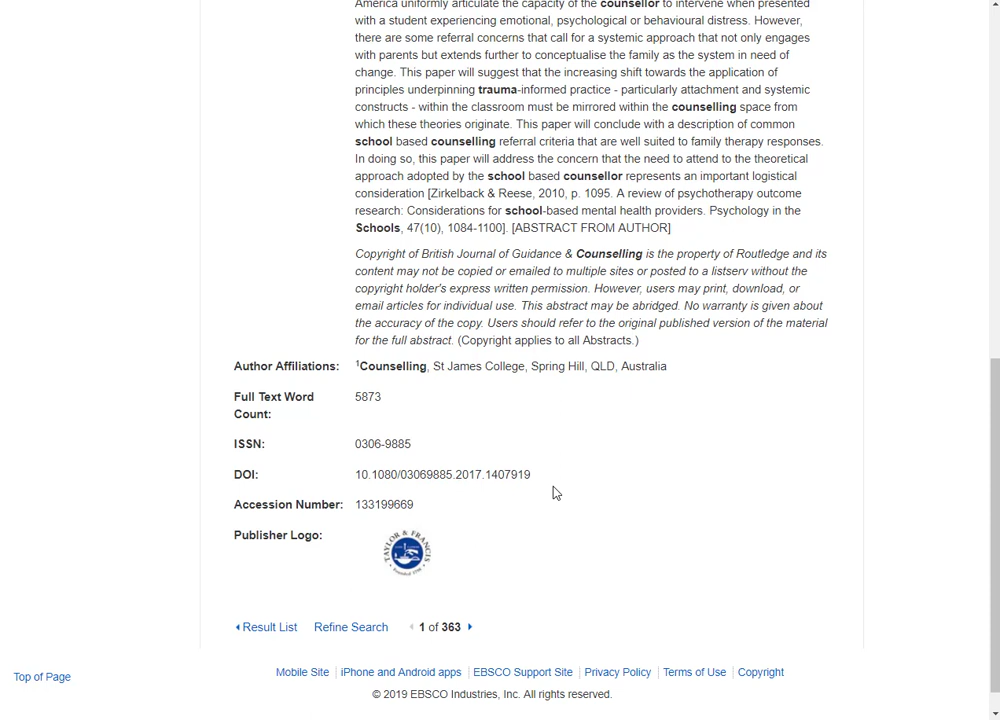 America uniformly articulate the capacity of the counsellor to intervene when presented
with a student experiencing emotional, psychological or behavioural distress. However,
there are some referral concerns that call for a systemic approach that not only engages
with parents but extends further to conceptualise the family as the system in need of
change. This paper will suggest that the increasing shift towards the application of
principles underpinning trauma-informed practice - particularly attachment and systemic
constructs - within the classroom must be mirrored within the counselling space from
which these theories originate. This paper will conclude with a description of common
school based counselling referral criteria that are well suited to family therapy responses.
In doing so, this paper will address the concern that the need to attend to the theoretical
approach adopted by the school based counsellor represents an important logistical
consideration [Zirkelback & Reese, 2010, p. 1095. A review of psychotherapy outcome
research: Considerations for school-based mental health providers. Psychology in the
Schools, 47(10), 1084-1100]. [ABSTRACT FROM AUTHOR]
Copyright of British Journal of Guidance & Counselling is the property of Routledge and its
content may not be copied or emailed to multiple sites or posted to a listserv without the
copyright holder's express written permission. However, users may print, download, or
email articles for individual use. This abstract may be abridged. No warranty is given about
the accuracy of the copy. Users should refer to the original published version of the material
for the full abstract. (Copyright applies to all Abstracts.)
Author Affiliations: 1Counselling, St James College, Spring Hill, QLD, Australia
Full Text Word Count: 5873
ISSN: 0306-9885
DOI: 10.1080/03069885.2017.1407919
Accession Number: 133199669
Publisher Logo:
TAYLOR & FRANCIS
Result List Refine Search 1 of 363
Mobile Site iPhone and Android apps EBSCO Support Site Privacy Policy Terms of Use Copyright
Top of Page
© 2019 EBSCO Industries, Inc. All rights reserved.